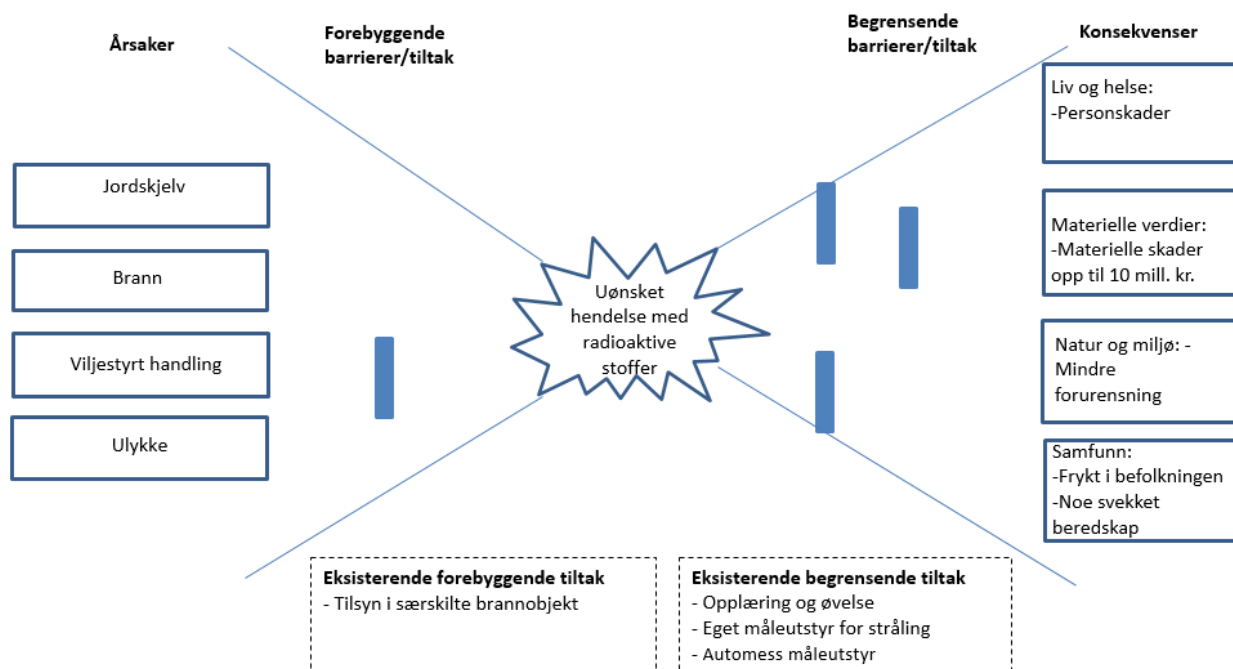 Årsaker
Forebyggende
barrierer/tiltak
Begrensende
barrierer/tiltak
Konsekvenser
Jordskjelv
Brann
Viljestyrt handling
Ulykke
Uønsket
hendelse med
radioaktive
stoffer
Liv og helse:
-Personskader
Materielle verdier:
-Materielle skader
opp til 10 mill. kr.
Natur og miljø: -
Mindre
forurensning
Samfunn:
-Frykt i befolkningen
-Noe svekket
beredskap
Eksisterende forebyggende tiltak
- Tilsyn i særskilte brannobjekt
Eksisterende begrensende tiltak
- Opplæring og øvelse
- Eget måleutstyr for stråling
- Automess måleutstyr